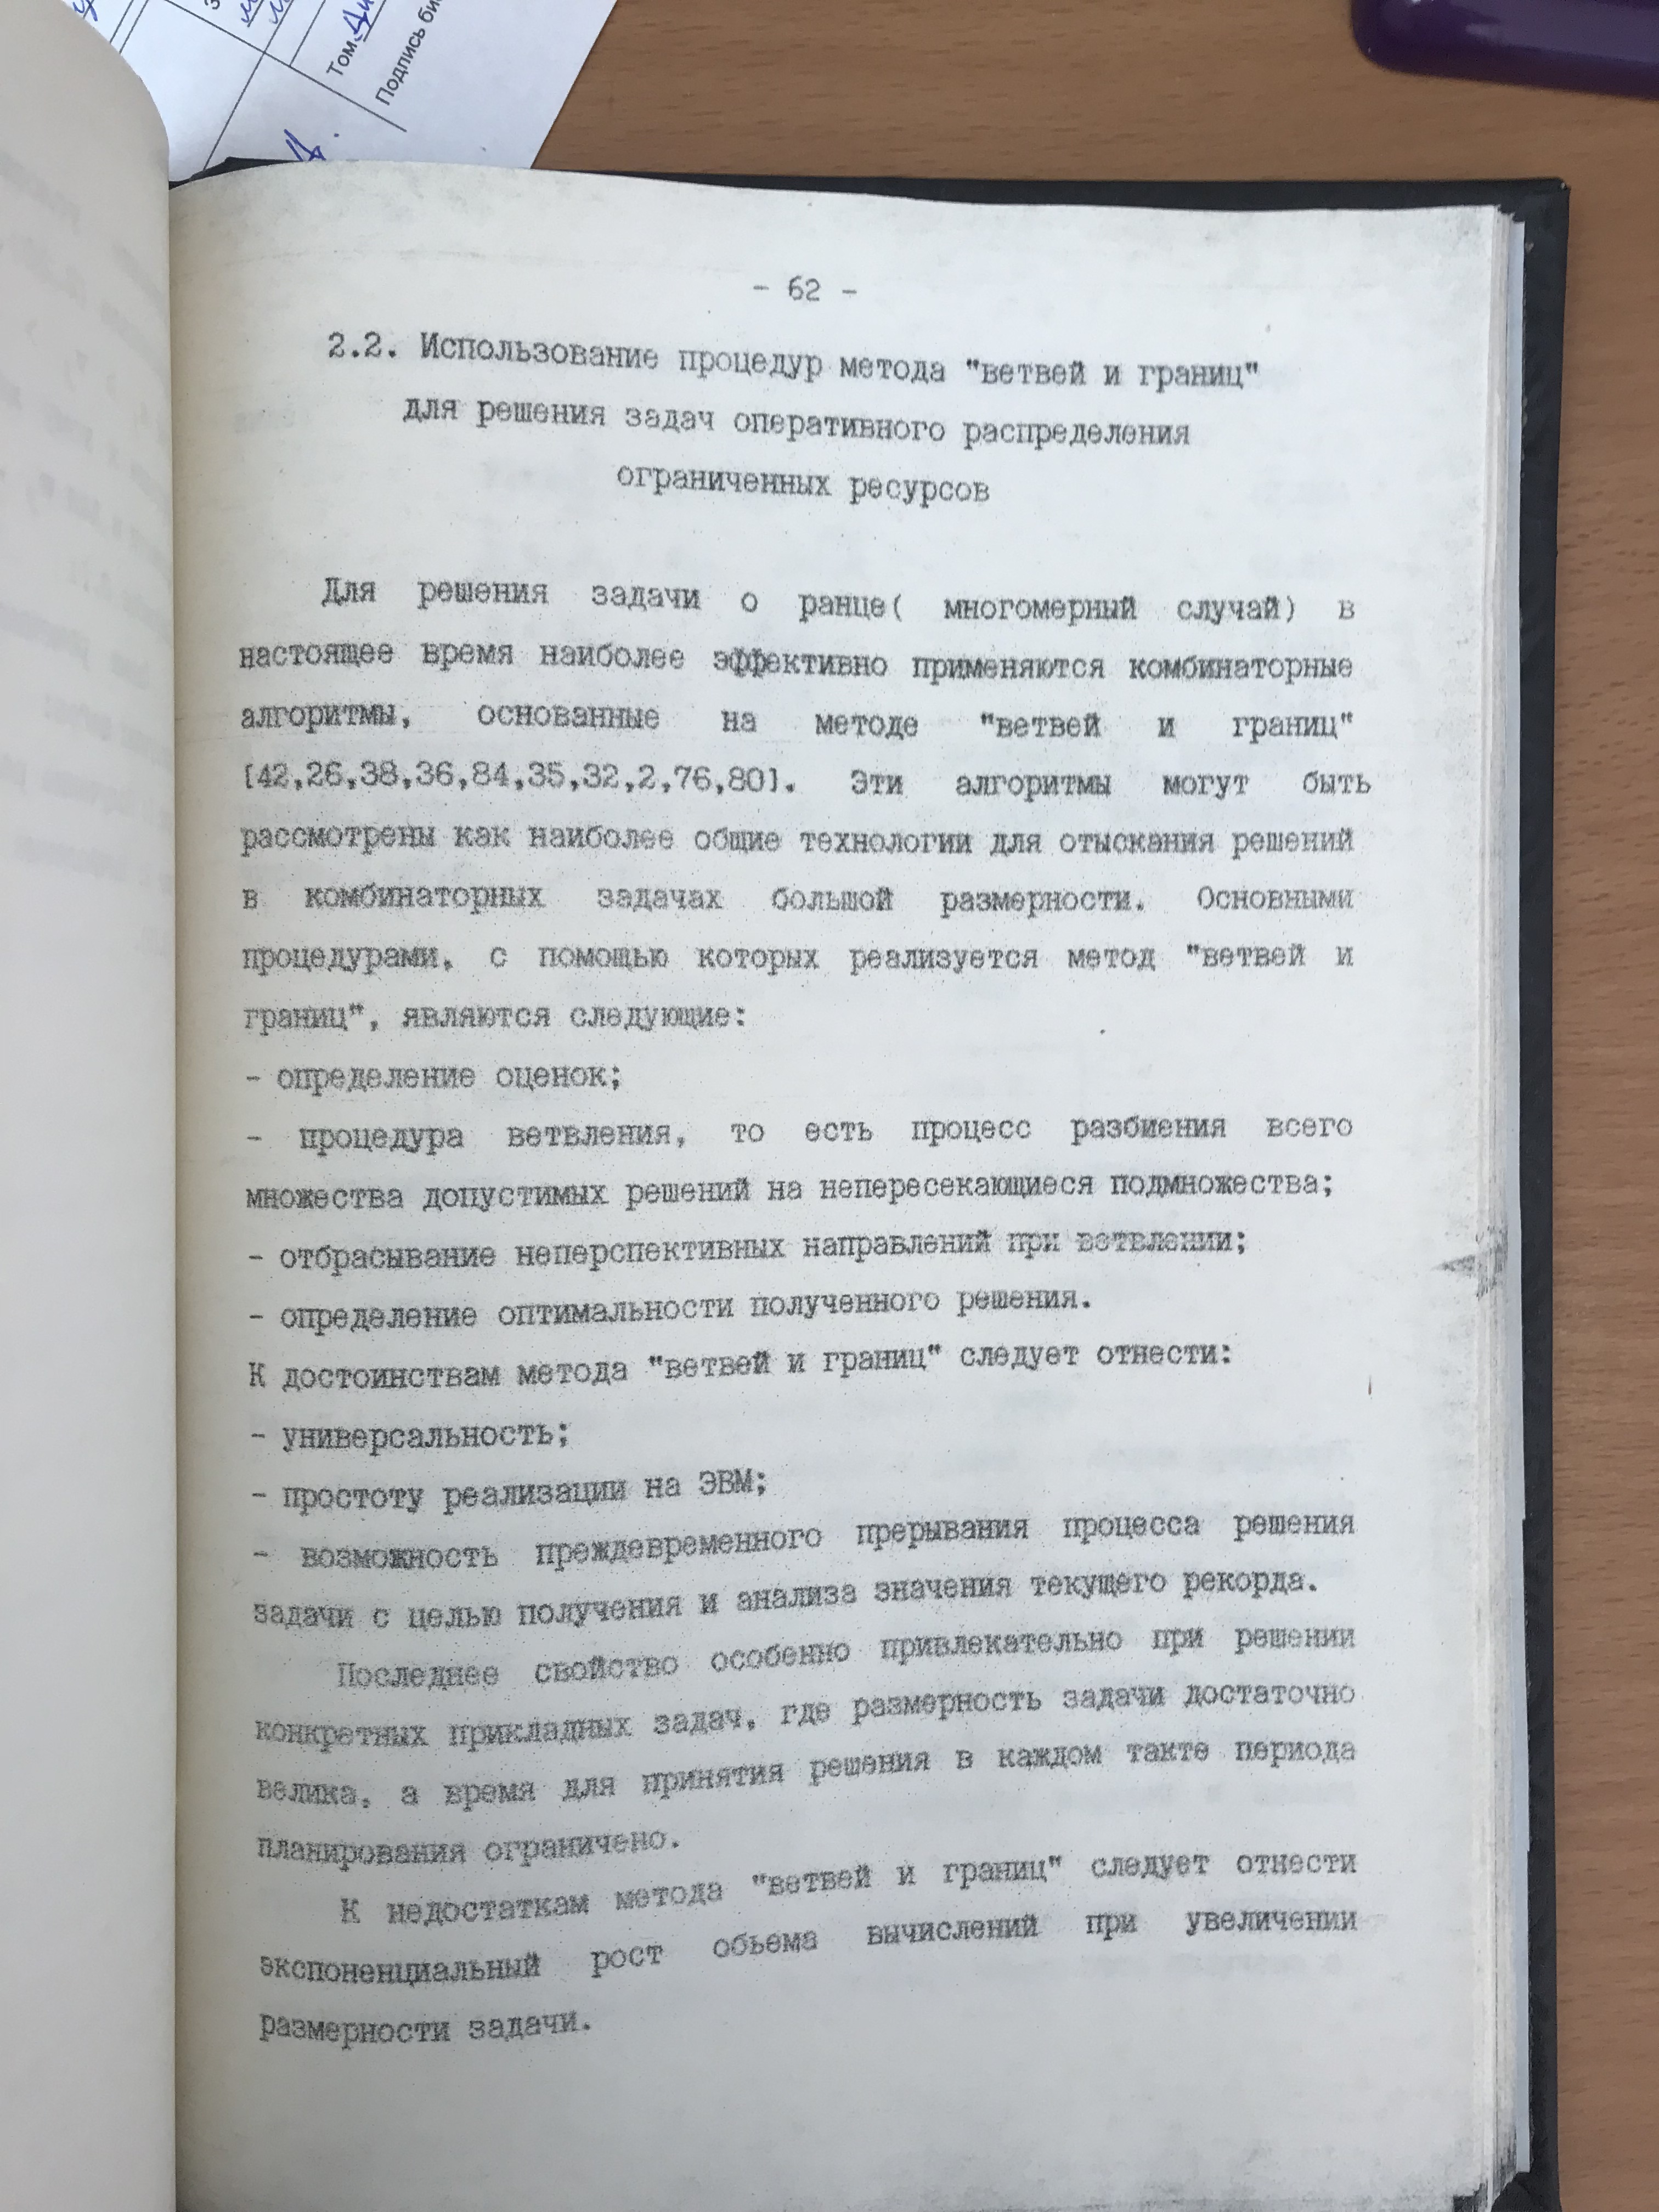 Том
Подпись
- 62 -
2.2. Использование процедур метода "ветвей и границ"
для решения задач оперативного распределения
ограниченных ресурсов
Для решения задачи о ранце( многомерный случай) в
настоящее время наиболее эффективно применяются комбинаторные
алгоритмы, основанные на методе "ветвей и границ"
[42,26,38,36,84,35,32,2,76,80]. Эти алгоритмы могут быть
рассмотрены как наиболее общие технологии для отыскания решений
в комбинаторных задачах большой размерности. Основными
процедурами, с помощью которых реализуется метод "ветвей и
границ", являются следующие:
- определение оценок;
- процедура ветвления, то есть процесс разбиения всего
множества допустимых решений на непересекающиеся подмножества;
- отбрасывание неперспективных направлений при ветвлении;
- определение оптимальности полученного решения.
К достоинствам метода "ветвей и границ" следует отнести:
- универсальность;
- простоту реализации на ЭВМ;
- возможность преждевременного прерывания процесса решения
задачи с целью получения и анализа значения текущего рекорда.
Последнее свойство особенно привлекательно при решении
конкретных прикладных задач, где размерность задачи достаточно
велика, а время для принятия решения в каждом такте периода
планирования ограничено.
К недостаткам метода "ветвей и границ" следует отнести
экспоненциальный рост обьема вычислений при увеличении
размерности задачи.